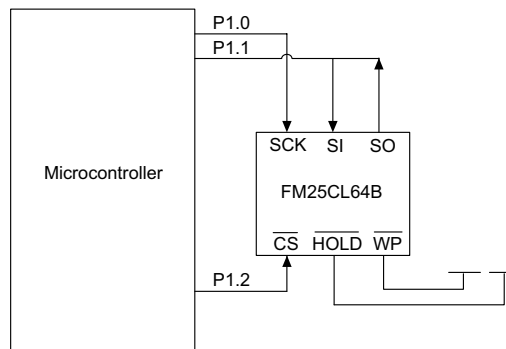 P1.0
P1.1
SCK SI SO
Microcontroller
FM25CL64B
CS HOLD WP
P1.2